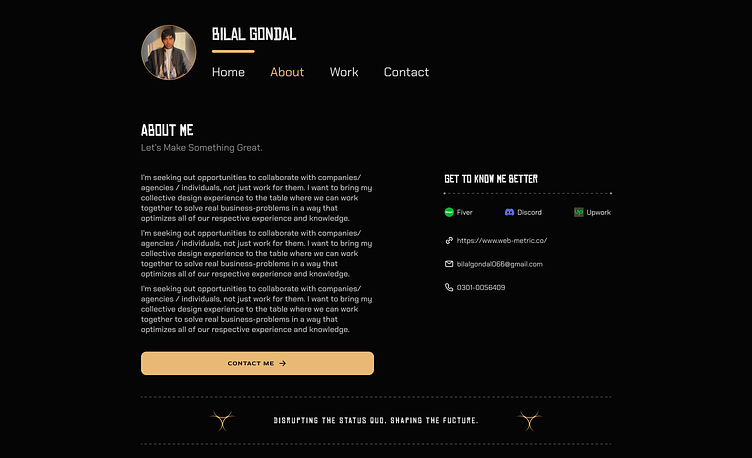 BILAL GONDAL
Home About Work Contact
ABOUT ME
Let's Make Something Great.
I'm seeking out opportunities to collaborate with companies/
agencies / individuals, not just work for them. I want to bring my
collective design experience to the table where we can work
together to solve real business-problems in a way that
optimizes all of our respective experience and knowledge.
I'm seeking out opportunities to collaborate with companies/
agencies / individuals, not just work for them. I want to bring my
collective design experience to the table where we can work
together to solve real business-problems in a way that
optimizes all of our respective experience and knowledge.
I'm seeking out opportunities to collaborate with companies/
agencies / individuals, not just work for them. I want to bring my
collective design experience to the table where we can work
together to solve real business-problems in a way that
optimizes all of our respective experience and knowledge.
CONTACT ME
GET TO KNOW ME BETTER
Fiver Discord Up Upwork
https://www.web-metric.co/
bilalgondal066@gmail.com
0301-0056409
DISRUPTING THE STATUS QUO. SHAPING THE FUCTURE.